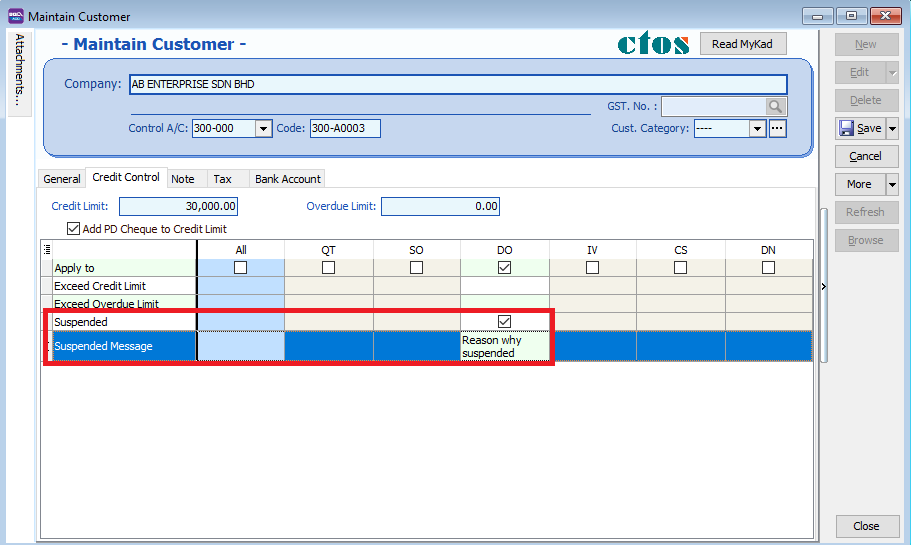 Maintain Customer
Attachments...
- Maintain Customer -
ctos
Read MyKad
Company: AB ENTERPRISE SDN BHD
GST. No. :
Control A/C: 300-000 Code: 300-A0003 Cust. Category: ---- ...
General Credit Control Note Tax Bank Account
Credit Limit: 30,000.00 Overdue Limit: 0.00
Add PD Cheque to Credit Limit
All QT SO DO IV CS DN
Apply to
Exceed Credit Limit
Exceed Overdue Limit
Suspended
Suspended Message
Reason why
suspended
New
Edit
Delete
Save
Cancel
More
Refresh
Browse
Close